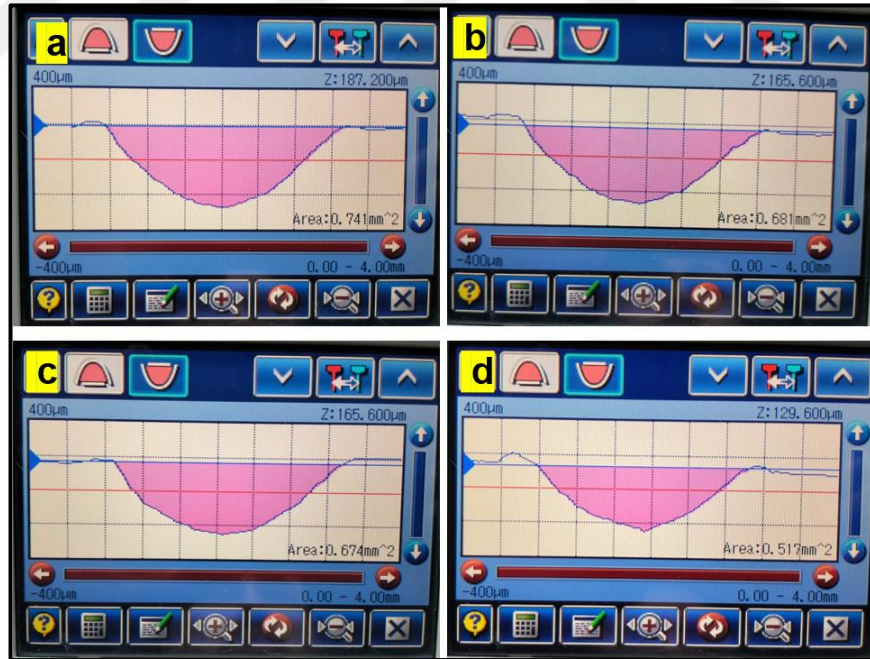 a
400µm Z:187.200µm
Area:0.741mm^2
-400µm 0.00 - 4.00mm
?
b
400µm Z:165.600µm
Area:0.681mm^2
-400µm 0.00 - 4.00mm
?
c
400µm Z:165.600µm
Area:0.674mm^2
-400µm 0.00 - 4.00mm
?
d
400µm Z:129.600µm
Area:0.517mm^2
-400µm 0.00 - 4.00mm
?